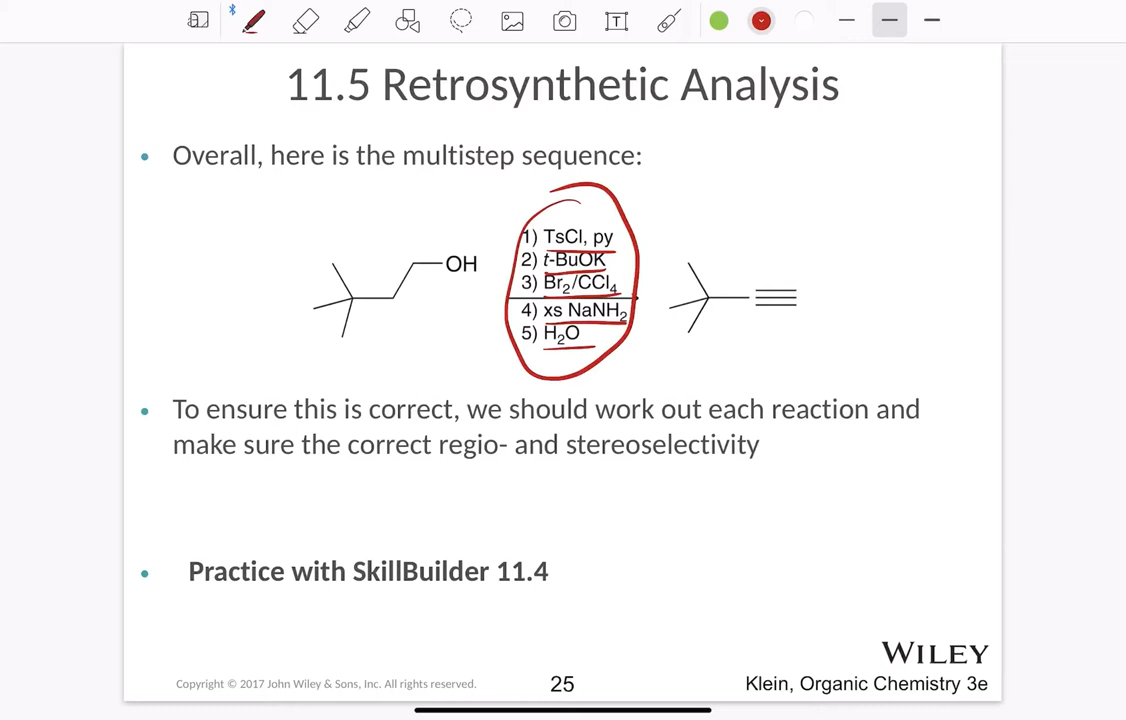 T
11.5 Retrosynthetic Analysis
• Overall, here is the multistep sequence:
OH
1) TsCl, py
2) t-BuOK
3) Br₂/CCl₄
4) xs NaNH₂
5) H₂O
• To ensure this is correct, we should work out each reaction and
make sure the correct regio- and stereoselectivity
• Practice with SkillBuilder 11.4
WILEY
Copyright © 2017 John Wiley & Sons, Inc. All rights reserved.
25
Klein, Organic Chemistry 3e